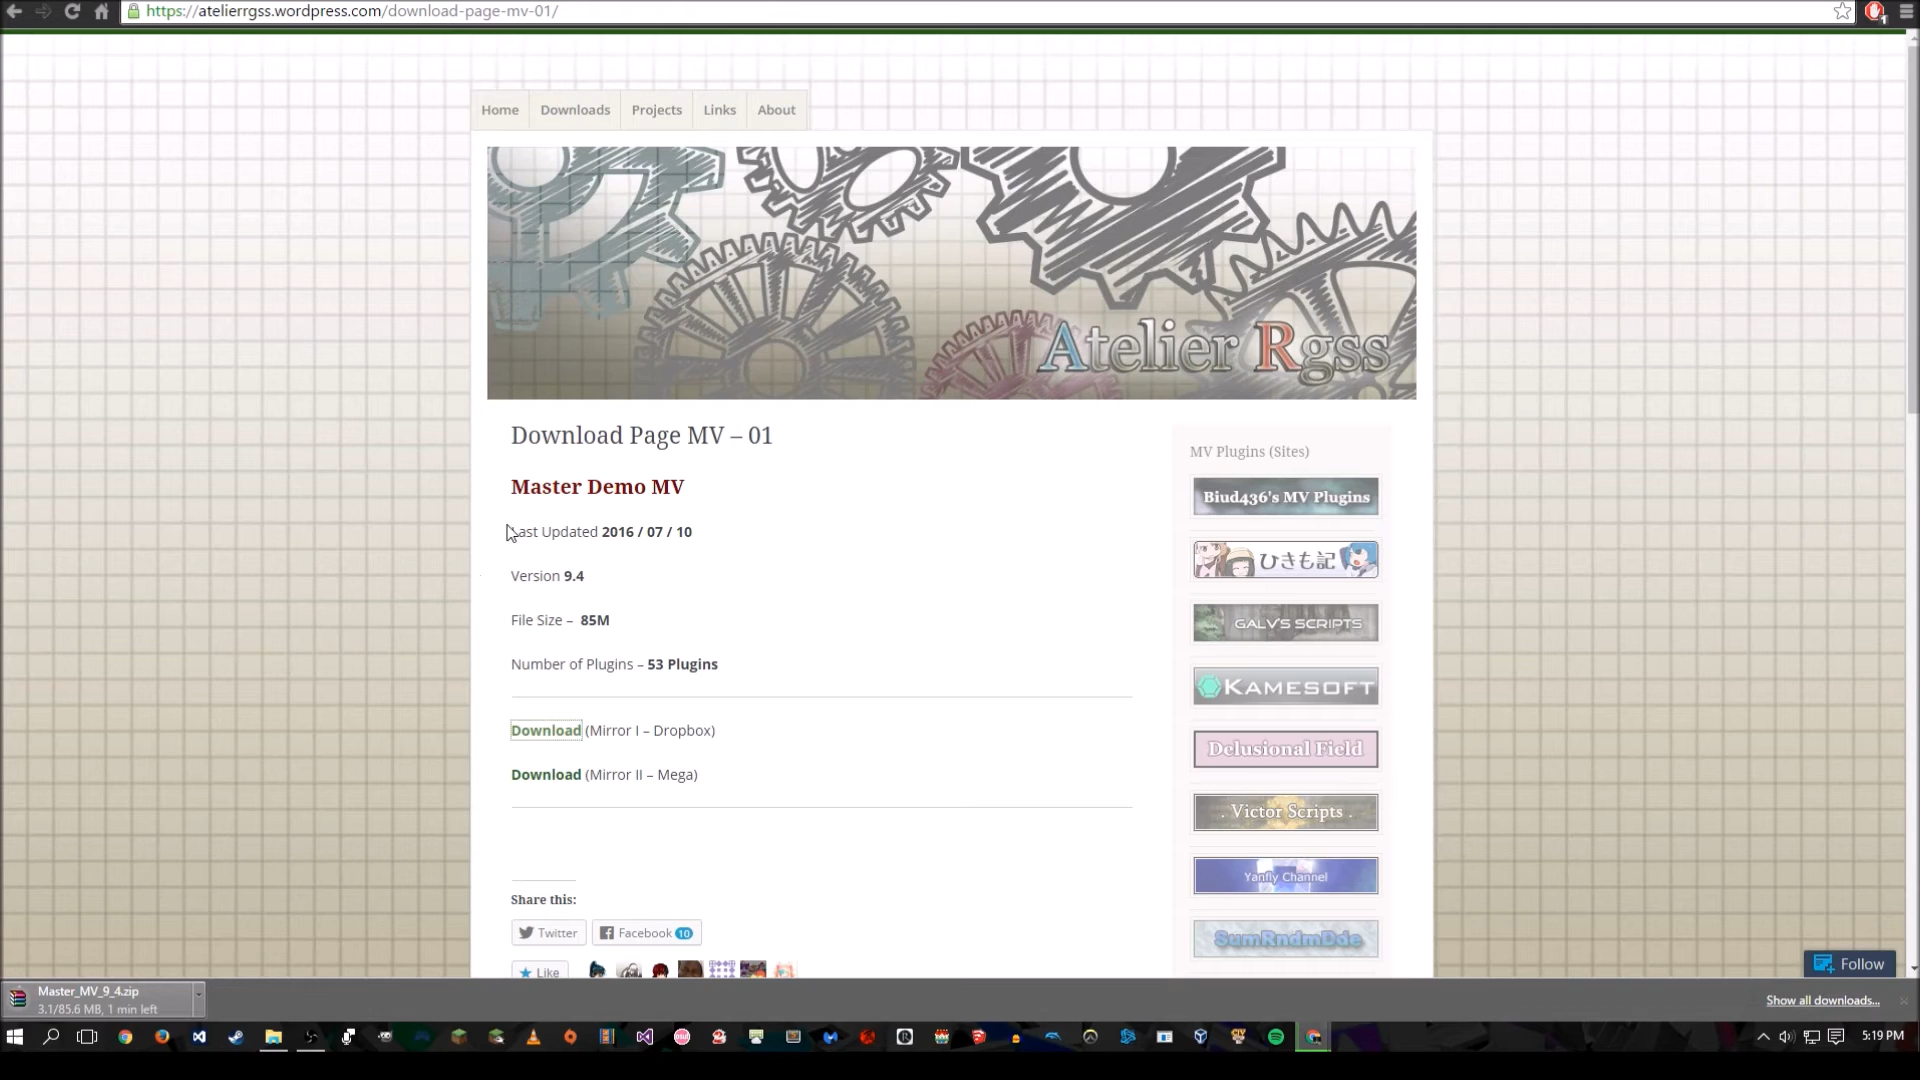 https://atelierrgss.wordpress.com/download-page-mv-01/
1
Home Downloads Projects Links About
Atelier Rgss
Download Page MV – 01
Master Demo MV
Last Updated 2016 / 07 / 10
Version 9.4
File Size – 85M
Number of Plugins – 53 Plugins
Download (Mirror I – Dropbox)
Download (Mirror II – Mega)
Share this:
Twitter Facebook 10
Like
MV Plugins (Sites)
Biud436's MV Plugins
ひきも記
GALV'S SCRIPTS
KAMESOFT
Delusional Field
. Victor Scripts .
Yanfly Channel
SumRndmDde
Follow
Master_MV_9_4.zip
3.1/85.6 MB, 1 min left
Show all downloads...
5:19 PM